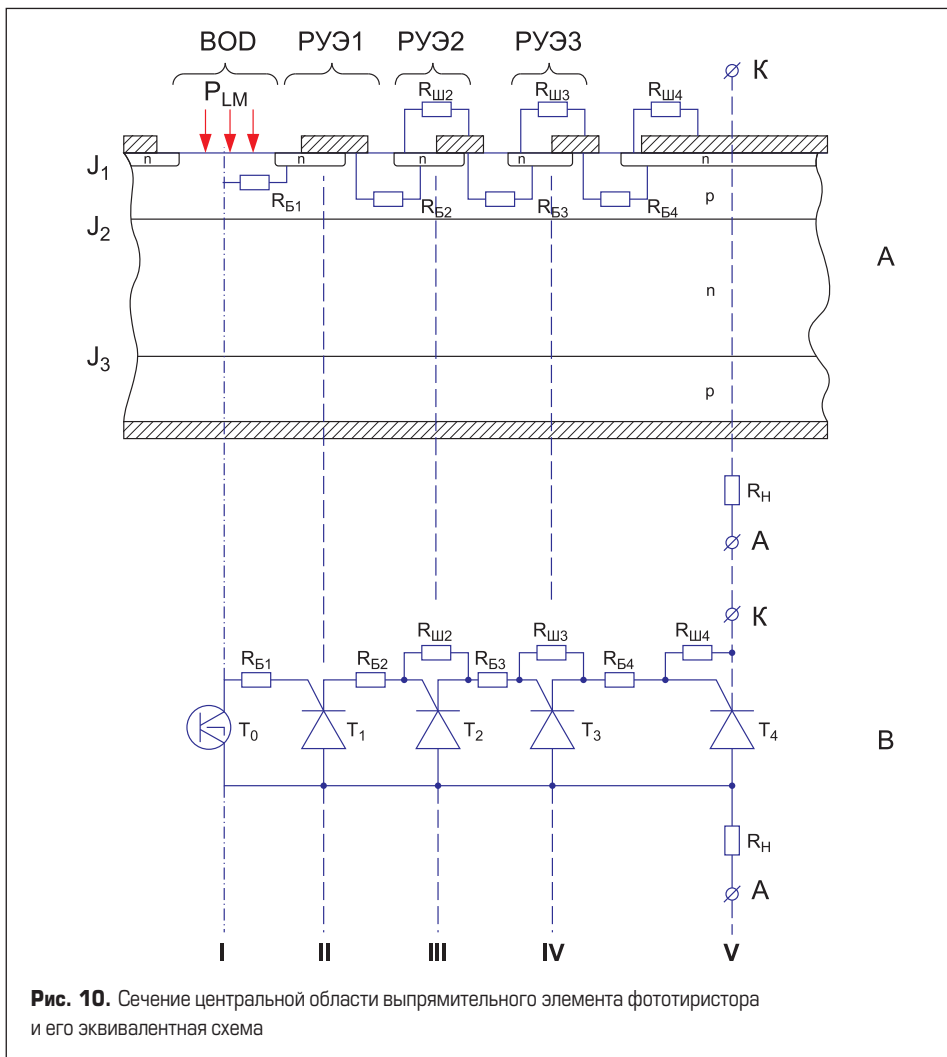 BOD РУЭ1 РУЭ2 РУЭ3
K
P_LM R_Ш2 R_Ш3 R_Ш4
J_1 n n n n n
R_Б1 R_Б2 R_Б3 R_Б4 p
J_2
A
n
J_3
p
R_H
A
K
R_Б1 R_Б2 R_Ш2 R_Б3 R_Ш3 R_Б4 R_Ш4
T_0 T_1 T_2 T_3 T_4
B
R_H
A
I II III IV V
Рис. 10. Сечение центральной области выпрямительного элемента фототиристора
и его эквивалентная схема